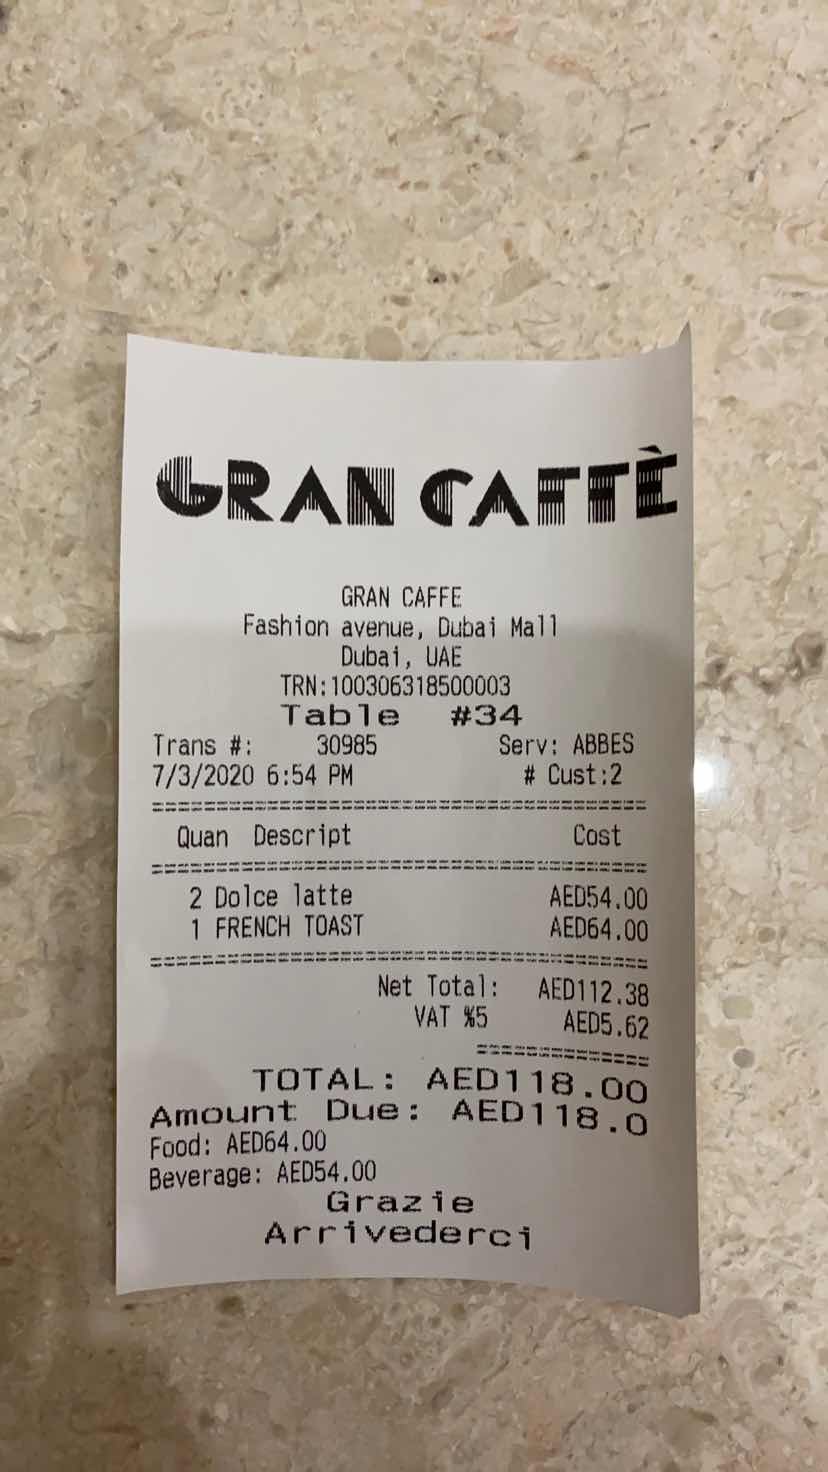 GRAN CAFFÈ
GRAN CAFFE
Fashion avenue, Dubai Mall
Dubai, UAE
TRN:100306318500003
Table #34
Trans #: 30985 Serv: ABBES
7/3/2020 6:54 PM # Cust:2
Quan Descript Cost
2 Dolce latte AED54.00
1 FRENCH TOAST AED64.00
Net Total: AED112.38
VAT %5 AED5.62
TOTAL: AED118.00
Amount Due: AED118.0
Food: AED64.00
Beverage: AED54.00
Grazie
Arrivederci